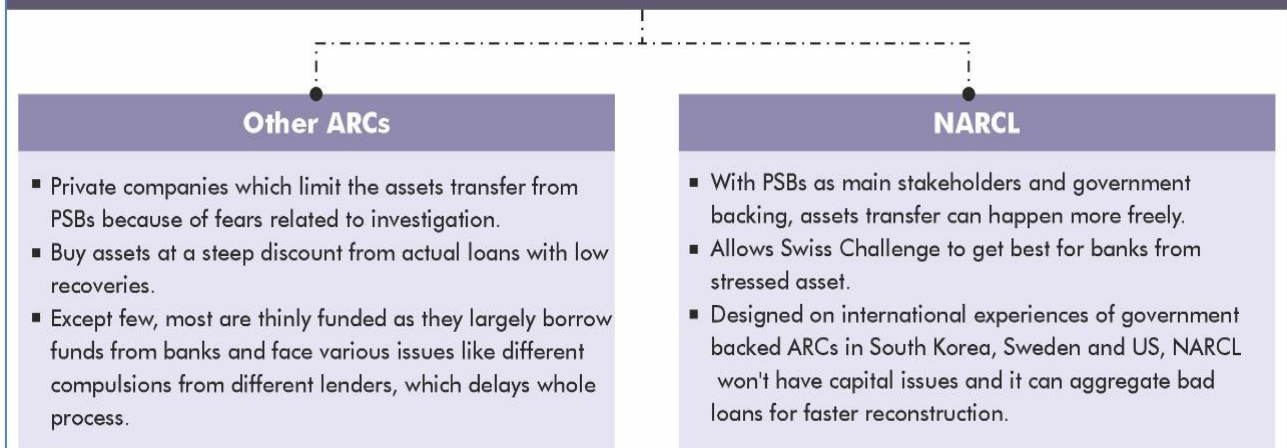 Other ARCs
▪ Private companies which limit the assets transfer from
PSBs because of fears related to investigation.
▪ Buy assets at a steep discount from actual loans with low
recoveries.
▪ Except few, most are thinly funded as they largely borrow
funds from banks and face various issues like different
compulsions from different lenders, which delays whole
process.
NARCL
▪ With PSBs as main stakeholders and government
backing, assets transfer can happen more freely.
▪ Allows Swiss Challenge to get best for banks from
stressed asset.
▪ Designed on international experiences of government
backed ARCs in South Korea, Sweden and US, NARCL
won't have capital issues and it can aggregate bad
loans for faster reconstruction.